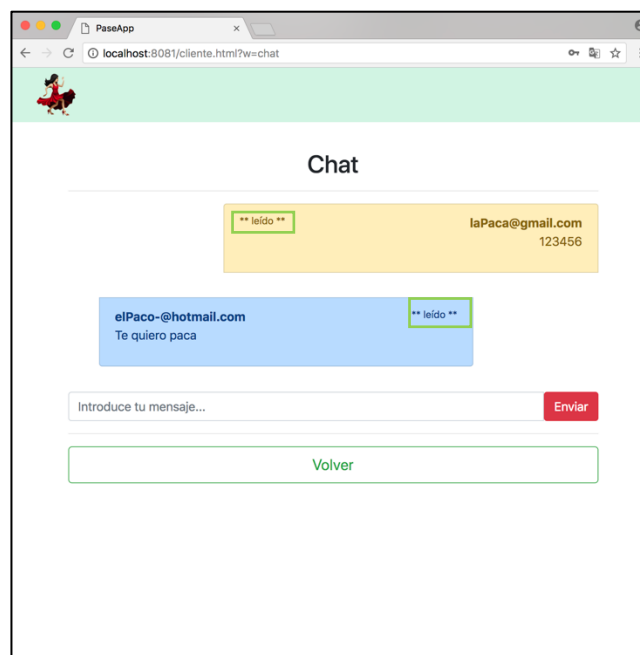 PaseApp
localhost:8081/cliente.html?w=chat
Chat
** leído **
laPaca@gmail.com
123456
elPaco-@hotmail.com
** leído **
Te quiero paca
Introduce tu mensaje...
Enviar
Volver